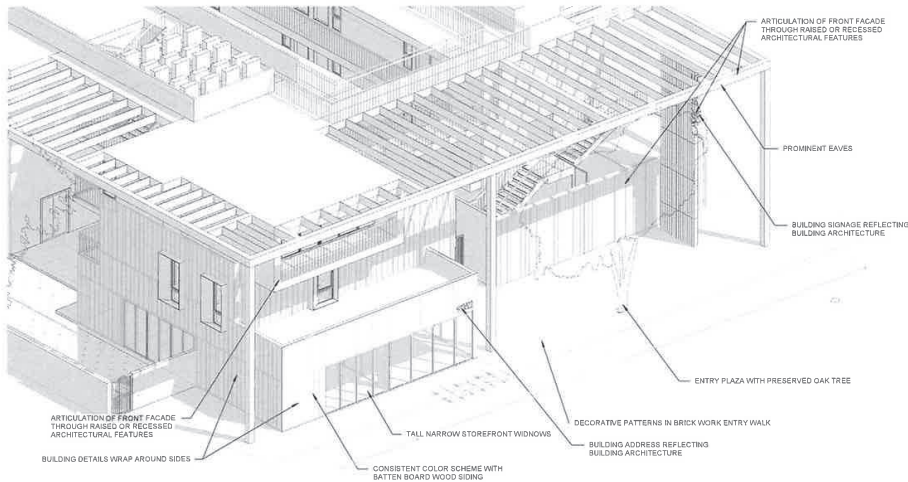 ARTICULATION OF FRONT FACADE
THROUGH RAISED OR RECESSED
ARCHITECTURAL FEATURES
PROMINENT EAVES
BUILDING SIGNAGE REFLECTING
BUILDING ARCHITECTURE
ENTRY PLAZA WITH PRESERVED OAK TREE
DECORATIVE PATTERNS IN BRICK WORK ENTRY WALK
BUILDING ADDRESS REFLECTING
BUILDING ARCHITECTURE
TALL NARROW STOREFRONT WIDNOWS
CONSISTENT COLOR SCHEME WITH
BATTEN BOARD WOOD SIDING
ARTICULATION OF FRONT FACADE
THROUGH RAISED OR RECESSED
ARCHITECTURAL FEATURES
BUILDING DETAILS WRAP AROUND SIDES